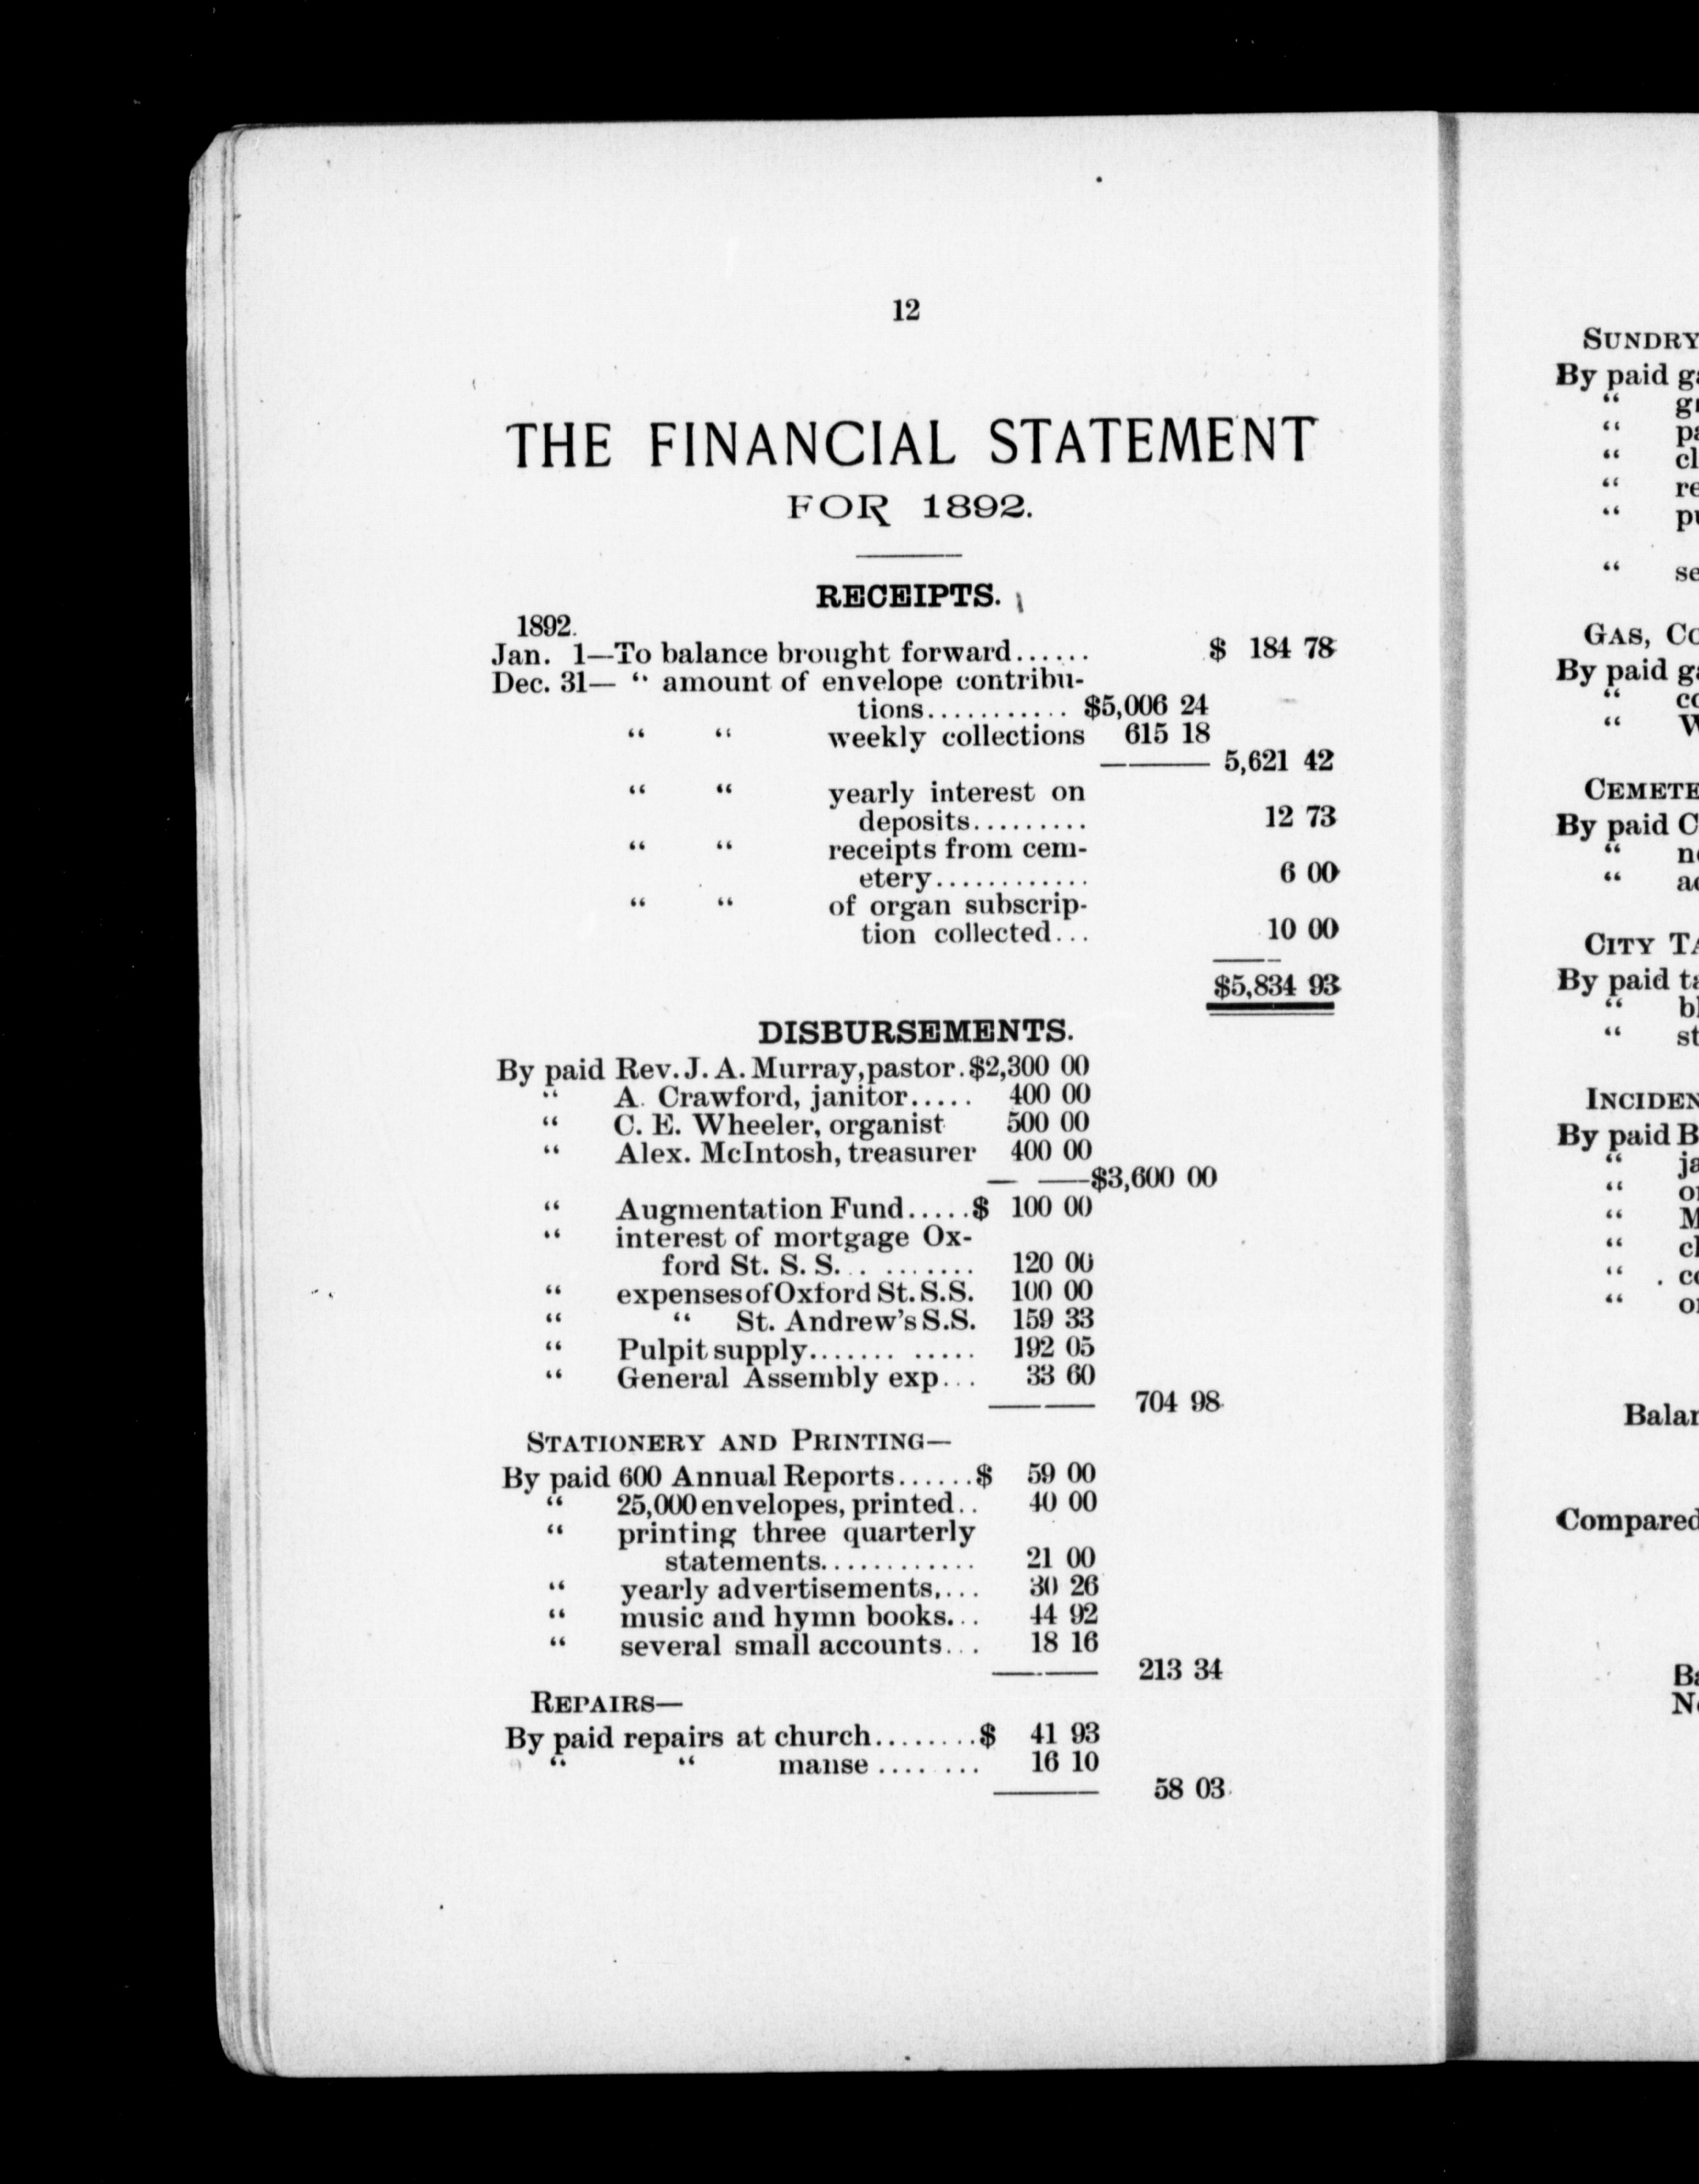 12
THE FINANCIAL STATEMENT
FOR 1892.
RECEIPTS.
1892.
Jan. 1—To balance brought forward...... $ 184 78
Dec. 31— “ amount of envelope contribu-
tions........... $5,006 24
“ “ weekly collections 615 18
5,621 42
“ “ yearly interest on
deposits......... 12 73
“ “ receipts from cem-
etery............ 6 00
“ “ of organ subscrip-
tion collected... 10 00
$5,834 93
DISBURSEMENTS.
By paid Rev. J. A. Murray, pastor. $2,300 00
“ A. Crawford, janitor..... 400 00
“ C. E. Wheeler, organist 500 00
“ Alex. McIntosh, treasurer 400 00
$3,600 00
“ Augmentation Fund.....$ 100 00
“ interest of mortgage Ox-
ford St. S. S. .......... 120 00
“ expenses of Oxford St. S.S. 100 00
“ “ St. Andrew's S.S. 159 33
“ Pulpit supply....... ..... 192 05
“ General Assembly exp... 33 60
704 98
STATIONERY AND PRINTING—
By paid 600 Annual Reports......$ 59 00
“ 25,000 envelopes, printed.. 40 00
“ printing three quarterly
statements............ 21 00
“ yearly advertisements.... 30 26
“ music and hymn books... 44 92
“ several small accounts... 18 16
213 34
REPAIRS—
By paid repairs at church........$ 41 93
“ “ manse ........ 16 10
58 03
SUNDRY
By paid
“
“
“
“
“
“
GAS,
By paid
“
“
By paid
“
“
CITY
By paid
“
“
By paid
“
“
“
“
“
“
Compared